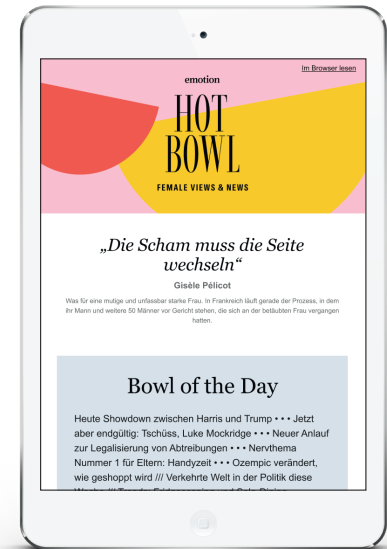 Im Browser lesen
emotion
HOT
BOWL
FEMALE VIEWS & NEWS
„Die Scham muss die Seite
wechseln“
Gisèle Pélicot
Was für eine mutige und unfassbar starke Frau. In Frankreich läuft gerade der Prozess, in dem
ihr Mann und weitere 50 Männer vor Gericht stehen, die sich an der betäubten Frau vergangen
hatten.
Bowl of the Day
Heute Showdown zwischen Harris und Trump • • • Jetzt
aber endgültig: Tschüss, Luke Mockridge • • • Neuer Anlauf
zur Legalisierung von Abtreibungen • • • Nervthema
Nummer 1 für Eltern: Handyzeit • • • Ozempic verändert,
wie geshoppt wird /// Verkehrte Welt in der Politik diese